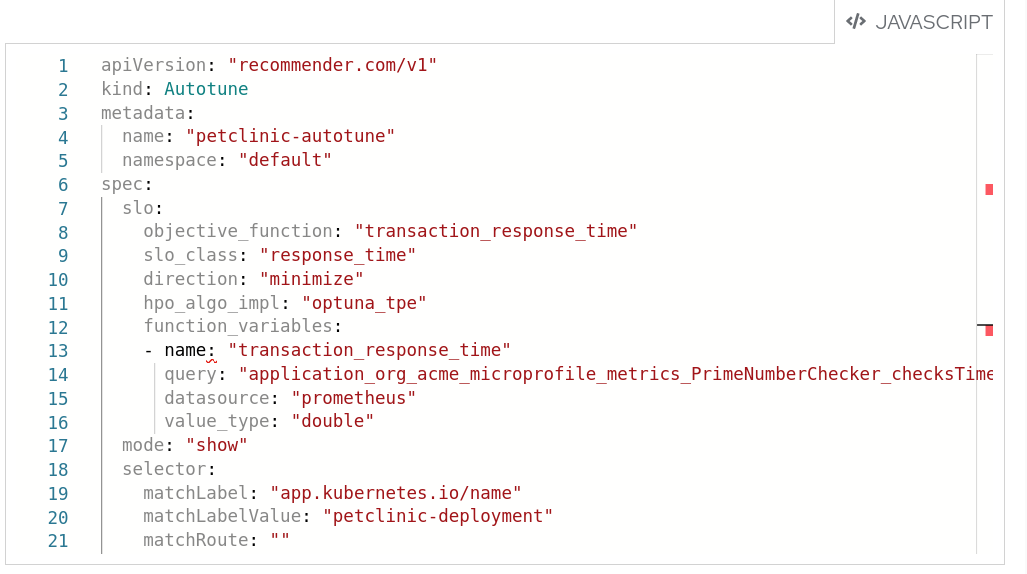 </> JAVASCRIPT
1 apiVersion: "recommender.com/v1"
2 kind: Autotune
3 metadata:
4   name: "petclinic-autotune"
5   namespace: "default"
6 spec:
7   slo:
8     objective_function: "transaction_response_time"
9     slo_class: "response_time"
10     direction: "minimize"
11     hpo_algo_impl: "optuna_tpe"
12     function_variables:
13     - name: "transaction_response_time"
14       query: "application_org_acme_microprofile_metrics_PrimeNumberChecker_checksTime
15       datasource: "prometheus"
16       value_type: "double"
17   mode: "show"
18   selector:
19     matchLabel: "app.kubernetes.io/name"
20     matchLabelValue: "petclinic-deployment"
21     matchRoute: ""